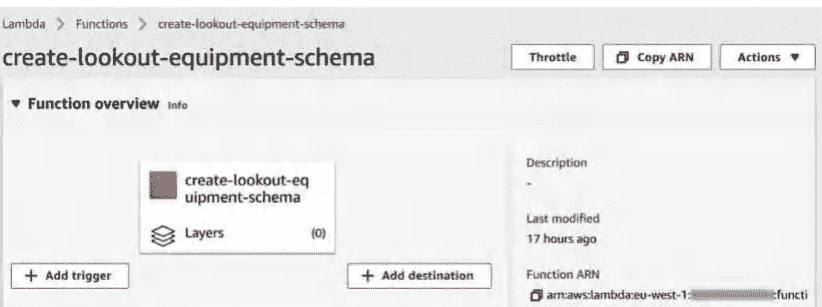 Lambda > Functions > create-lookout-equipment-schema
create-lookout-equipment-schema
Throttle
Copy ARN
Actions ▼
▼ Function overview Info
create-lookout-eq
uipment-schema
Layers (0)
+ Add trigger
+ Add destination
Description
-
Last modified
17 hours ago
Function ARN
arn:aws:lambda:eu-west-1: :functi